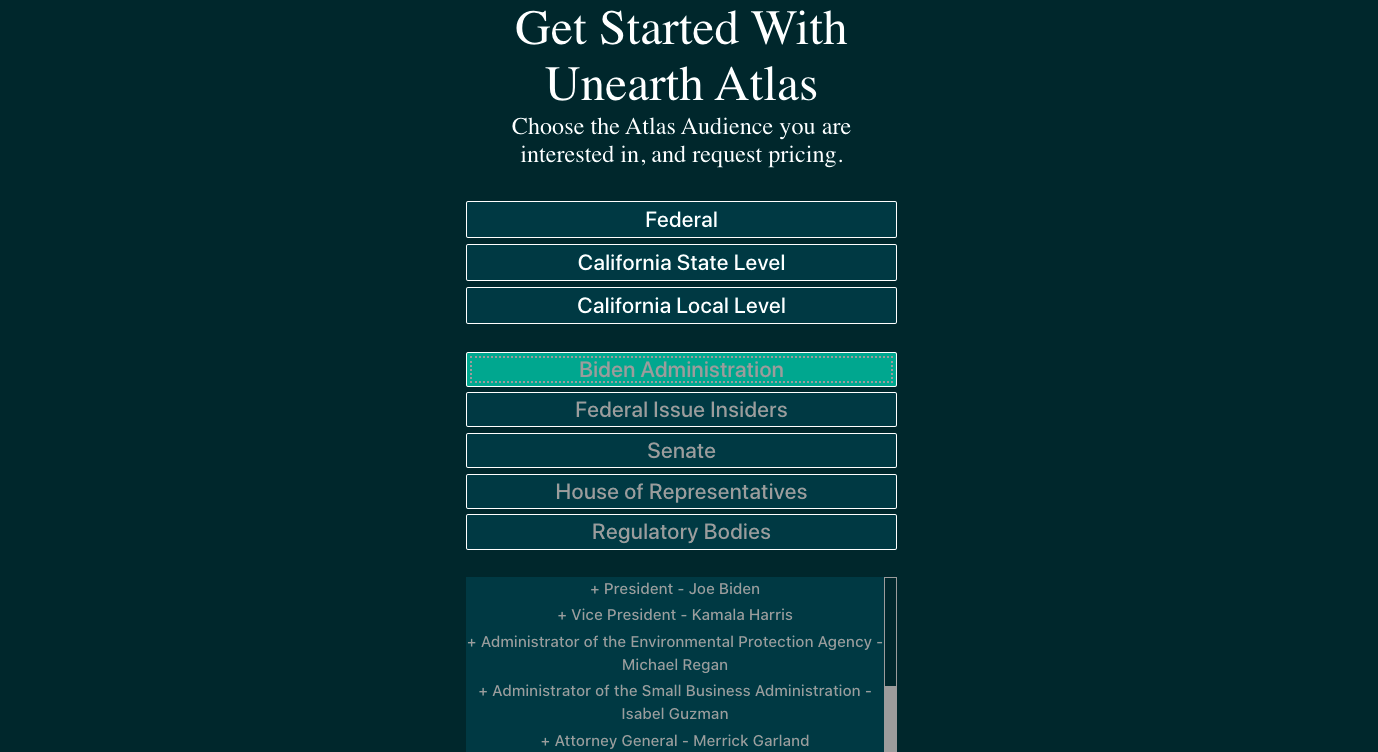 Get Started With
Unearth Atlas
Choose the Atlas Audience you are
interested in, and request pricing.
Federal
California State Level
California Local Level
Biden Administration
Federal Issue Insiders
Senate
House of Representatives
Regulatory Bodies
+ President - Joe Biden
+ Vice President - Kamala Harris
+ Administrator of the Environmental Protection Agency -
Michael Regan
+ Administrator of the Small Business Administration -
Isabel Guzman
+ Attorney General - Merrick Garland